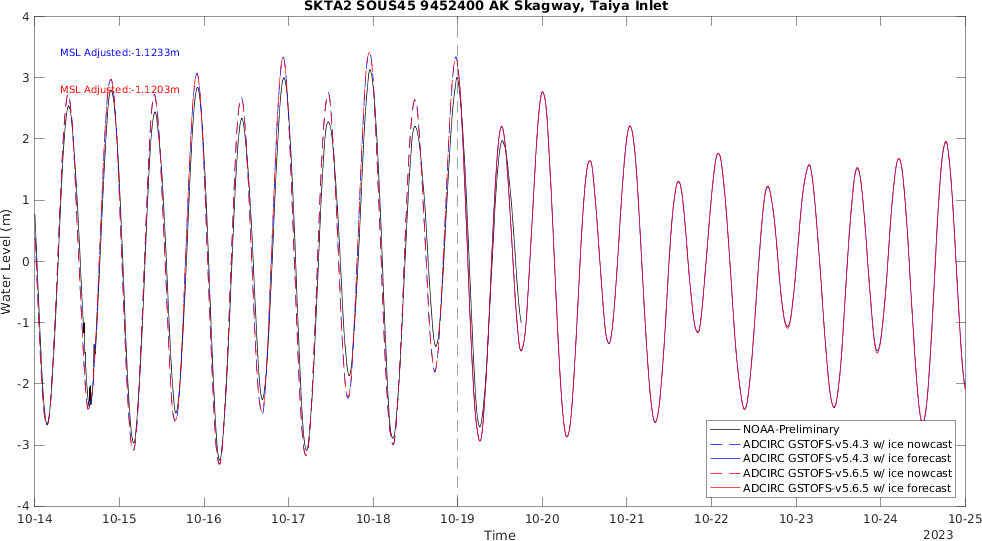 SKTA2 SOUS45 9452400 AK Skagway, Taiya Inlet
MSL Adjusted:-1.1233m
MSL Adjusted:-1.1203m
4
3
2
1
0
-1
-2
-3
-4
Water Level (m)
NOAA-Preliminary
ADCIRC GSTOFS-v5.4.3 w/ ice nowcast
ADCIRC GSTOFS-v5.4.3 w/ ice forecast
ADCIRC GSTOFS-v5.6.5 w/ ice nowcast
ADCIRC GSTOFS-v5.6.5 w/ ice forecast
10-14 10-15 10-16 10-17 10-18 10-19 10-20 10-21 10-22 10-23 10-24 10-25
Time
2023